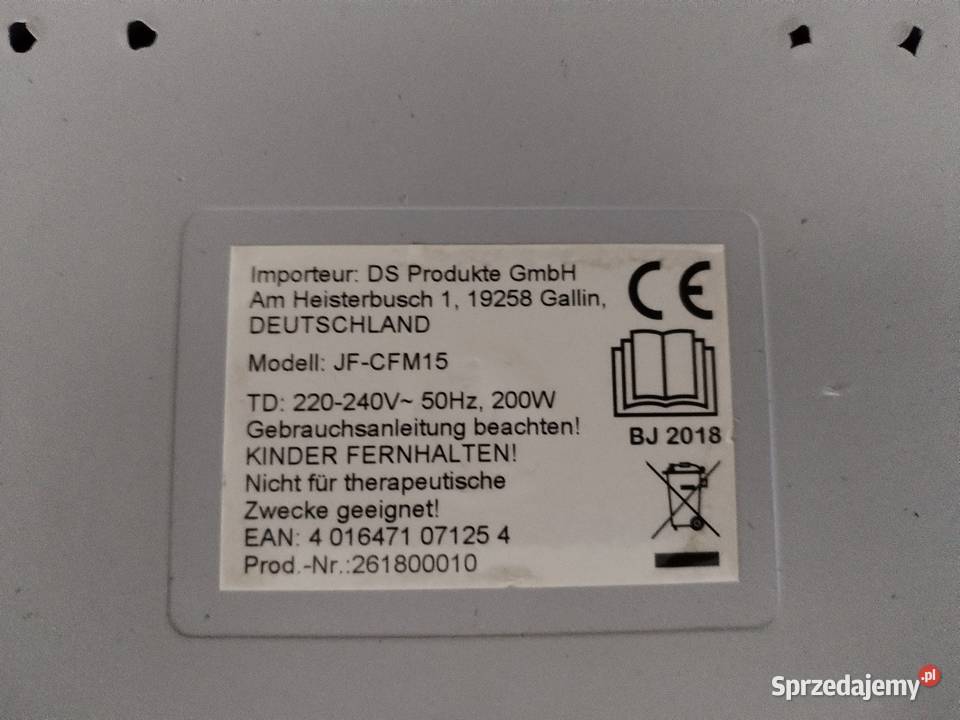 Importeur: DS Produkte GmbH
Am Heisterbusch 1, 19258 Gallin,
DEUTSCHLAND
Modell: JF-CFM15
TD: 220-240V~ 50Hz, 200W
Gebrauchsanleitung beachten!
KINDER FERNHALTEN!
Nicht für therapeutische
Zwecke geeignet!
EAN: 4 016471 07125 4
Prod.-Nr.:261800010
CE
BJ 2018
Sprzedajemy.pl